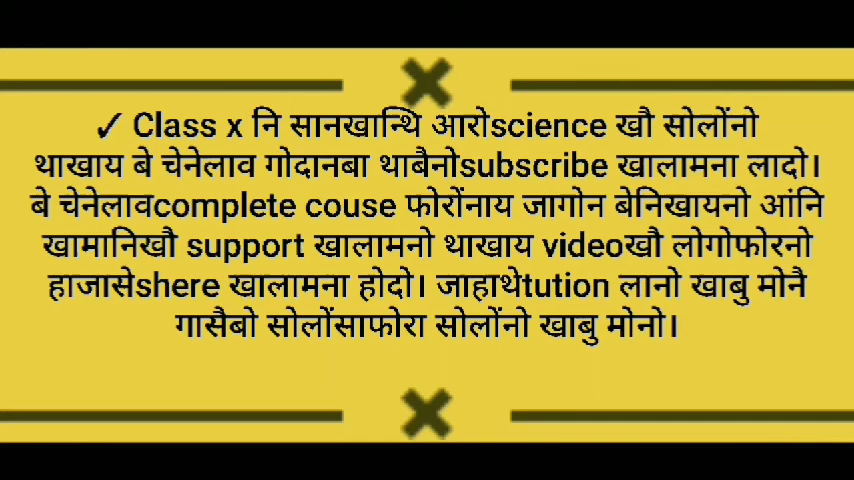 ✓ Class x नि सानखान्थि आरोscience खौ सोलोंनो
थाखाय बे चेनेलाव गोदानबा थाबैनोsubscribe खालामना लादो।
बे चेनेलावcomplete couse फोरोंनाय जागोन बेनिखायनो आंनि
खामानिखौ support खालामनो थाखाय videoखौ लोगोफोरनो
हाजासेshere खालामना होदो। जाहाथेtution लानो खाबु मोनै
गासैबो सोलोंसाफोरा सोलोंनो खाबु मोनो।